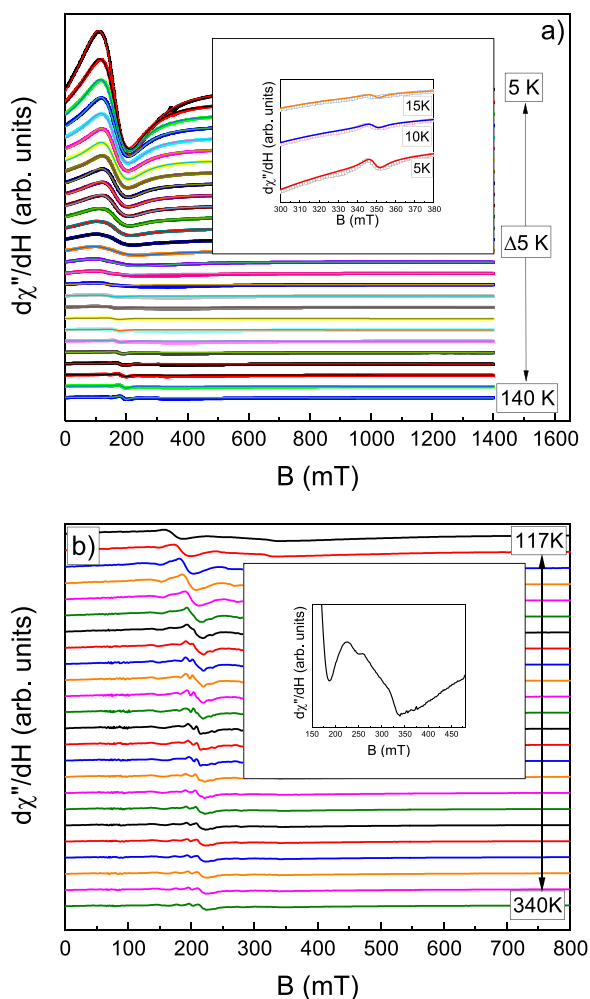 a)
5 K
Δ5 K
140 K
dχ"/dH (arb. units)
15K
10K
5K
dχ"/dH (arb. units)
300 310 320 330 340 350 360 370 380
B (mT)
0 200 400 600 800 1000 1200 1400 1600
B (mT)
b)
117K
340K
dχ"/dH (arb. units)
dχ"/dH (arb. units)
150 200 250 300 350 400 450
B (mT)
0 100 200 300 400 500 600 700 800
B (mT)